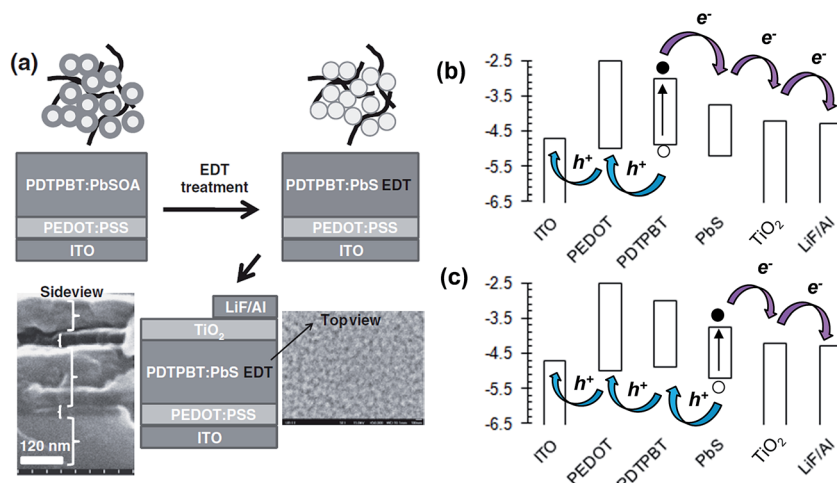 (a)
PDTPBT:PbSOA
PEDOT:PSS
ITO
EDT
treatment
PDTPBT:PbS EDT
PEDOT:PSS
ITO
Sideview
120 nm
LiF/Al
TiO2
PDTPBT:PbS EDT
PEDOT:PSS
ITO
Topview
(b)
-2.5
-3.5
-4.5
-5.5
-6.5
e-
e-
e-
h+
h+
ITO
PEDOT
PDTPBT
PbS
TiO2
LiF/Al
(c)
-2.5
-3.5
-4.5
-5.5
-6.5
e-
e-
h+
h+
h+
ITO
PEDOT
PDTPBT
PbS
TiO2
LiF/Al